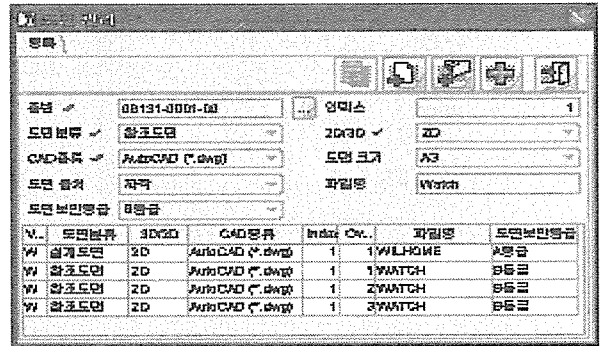 등록
품번 08131-0001-00 ... 인덱스 1
도면분류 참조도면 2D/3D 2D
CAD종류 AutoCAD (*.dwg) 도면 크기 A3
도면 출처 자작 파일명 Watch
도면보안등급 B등급
V.. 도면분류 3D/2D CAD종류 Index Ov.. 파일명 도면보안등급
W 설계도면 2D AutoCAD (*.dwg) 1 1 WILHOME A등급
W 참조도면 2D AutoCAD (*.dwg) 1 1 WATCH B등급
W 참조도면 2D AutoCAD (*.dwg) 1 2 WATCH B등급
W 참조도면 2D AutoCAD (*.dwg) 1 3 WATCH B등급